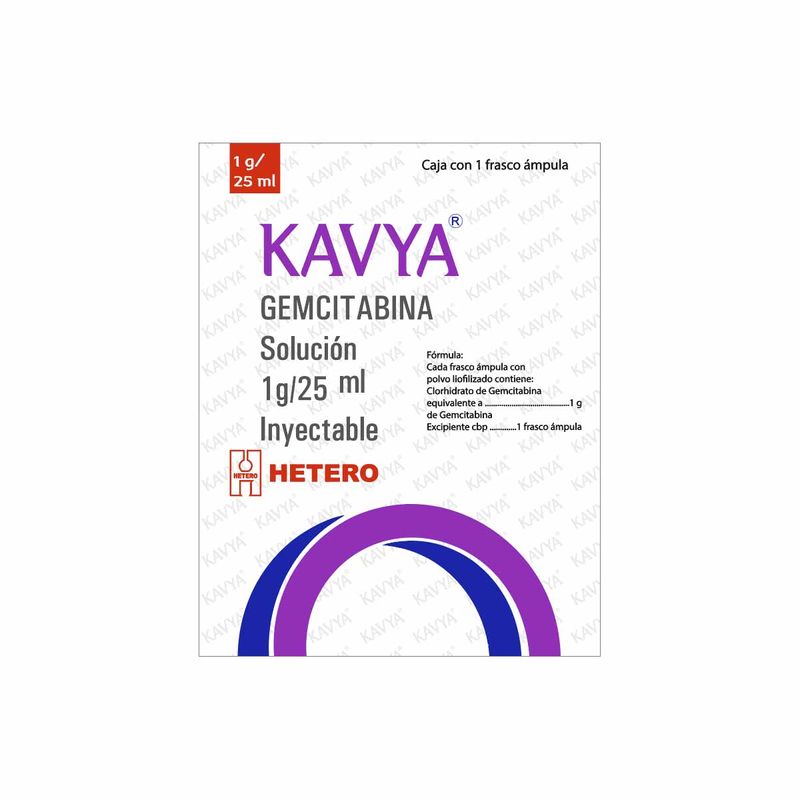 1 g/
25 ml
Caja con 1 frasco ámpula
KAVYA®
GEMCITABINA
Solución
1g/25 ml
Inyectable
Fórmula:
Cada frasco ámpula con
polvo liofilizado contiene:
Clorhidrato de Gemcitabina
equivalente a ........................................1 g
de Gemcitabina
Excipiente cbp .............1 frasco ámpula
HETERO
HETERO